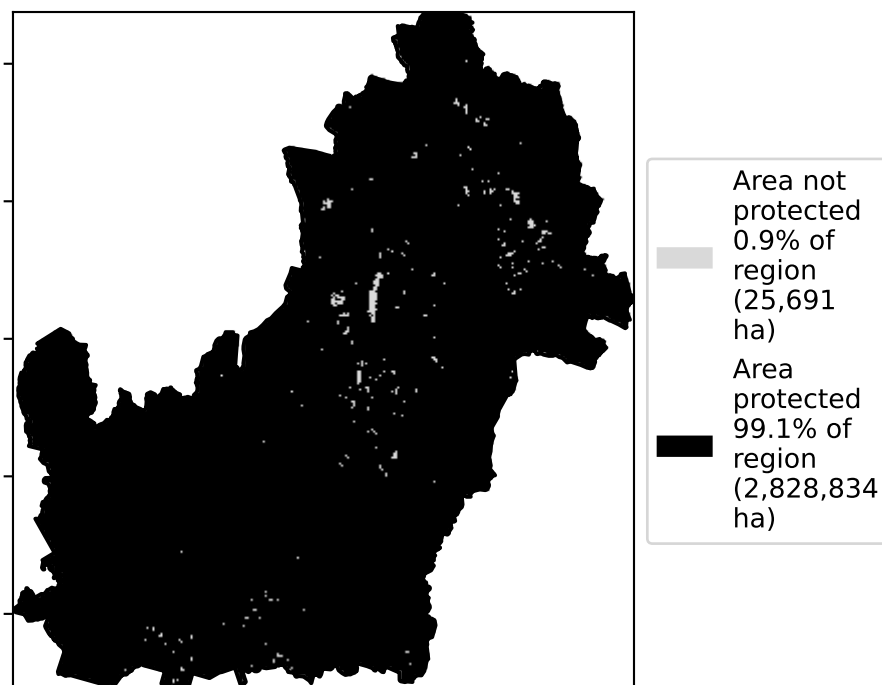 Area not
protected
0.9% of
region
(25,691
ha)
Area
protected
99.1% of
region
(2,828,834
ha)